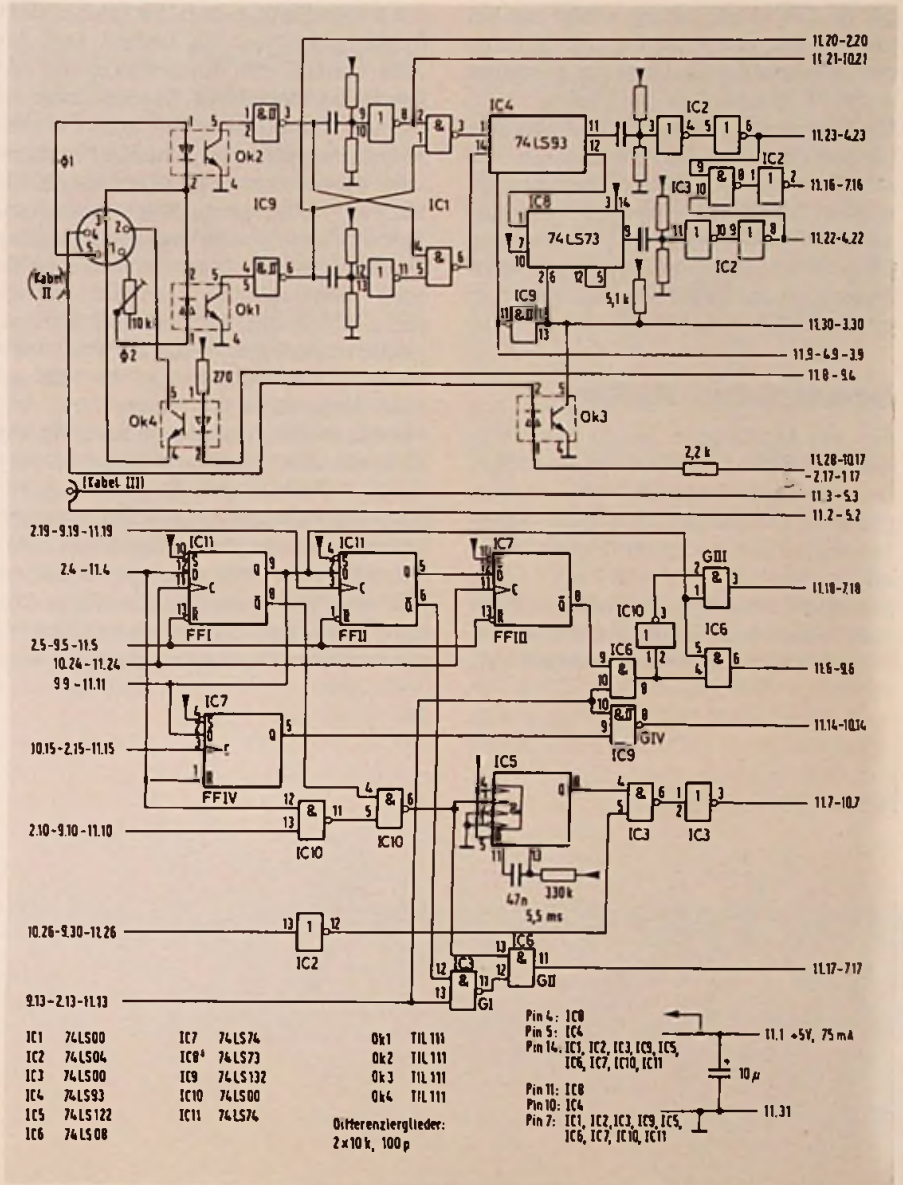 11.20-2.20
11.21-10.21
IC4
IC2
74LS93
11.23-4.23
Ok2
IC2
IC3
11.16-7.16
Φ1
IC9
IC1
IC8
74LS73
IC2
11.22-4.22
(Kabel II)
10k
Ok1
5,1 k
IC9
11.30-3.30
Φ2
11.9-4.9-3.9
270
11.8-9.4
Ok4
Ok3
2,2 k
11.28-10.17
-2.17-1.17
(Kabel III)
11.3-5.3
11.2-5.2
2.19-9.19-11.19
IC11
IC11
IC7
GIII
2.4-11.4
11.18-7.18
IC10
IC6
FFI
FFII
FFIII
2.5-9.5-11.5
IC6
10.24-11.24
11.6-9.6
9.9-11.11
IC7
11.14-10.14
GIV
10.15-2.15-11.15
IC9
IC5
FFIV
11.7-10.7
2.10-9.10-11.10
IC10
IC10
IC3
IC3
47n
330k
5,5 ms
10.26-9.30-11.26
IC2
IC6
IC3
GII
11.17-7.17
9.13-2.13-11.13
GI
IC1 74LS00
IC2 74LS04
IC3 74LS00
IC4 74LS93
IC5 74LS122
IC6 74LS08
IC7 74LS74
IC8* 74LS73
IC9 74LS132
IC10 74LS00
IC11 74LS74
Ok1 TIL 111
Ok2 TIL 111
Ok3 TIL 111
Ok4 TIL 111
Differenzierglieder:
2 x 10 k, 100 p
Pin 4: IC8
Pin 5: IC4
Pin 14: IC1, IC2, IC3, IC9, IC5,
IC6, IC7, IC10, IC11
11.1 +5V, 75 mA
10 µ
Pin 11: IC8
Pin 10: IC4
Pin 7: IC1, IC2, IC3, IC9, IC5,
IC6, IC7, IC10, IC11
11.31